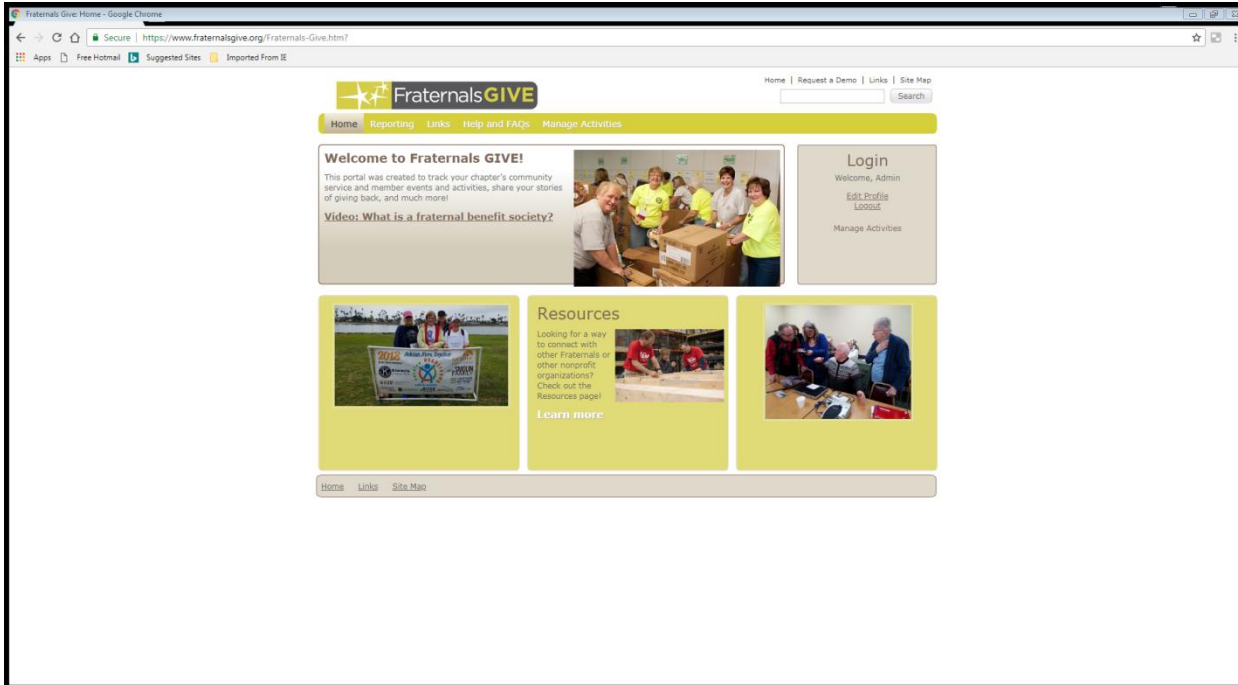 Fraternals Give: Home - Google Chrome
Secure | https://www.fraternalsgive.org/Fraternals-Give.htm?
Apps Free Hotmail Suggested Sites Imported From IE
Home | Request a Demo | Links | Site Map
FraternalsGIVE
Search
Home Reporting Links Help and FAQs Manage Activities
Welcome to Fraternals GIVE!
This portal was created to track your chapter's community
service and member events and activities, share your stories
of giving back, and much more!
Video: What is a fraternal benefit society?
Login
Welcome, Admin
Edit Profile
Logout
Manage Activities
2012
Resources
Looking for a way
to connect with
other Fraternals or
other nonprofit
organizations?
Check out the
Resources page!
Learn more
Home Links Site Map